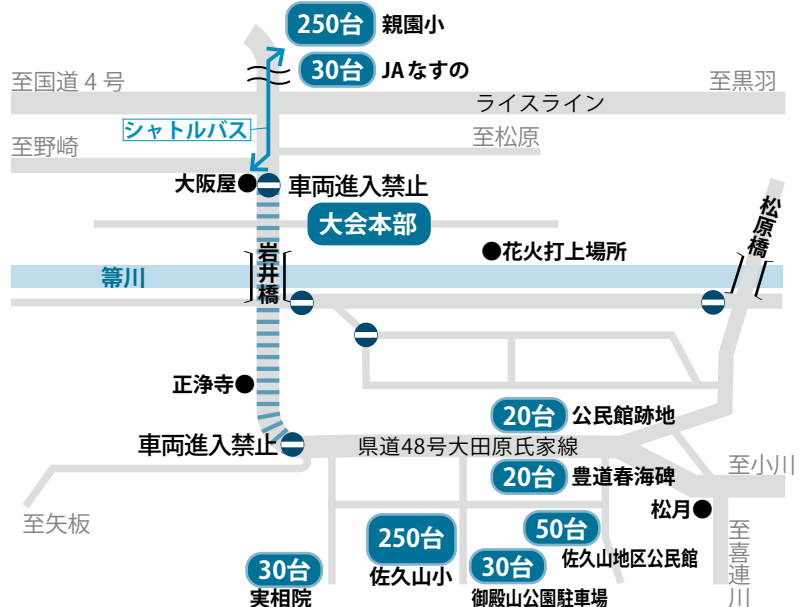 250台 親園小
30台 JAなすの
至国道4号
至黒羽
ライスライン
シャトルバス
至松原
至野崎
大阪屋●
車両進入禁止
大会本部
松原橋
●花火打上場所
岩井橋
箒川
正浄寺●
20台 公民館跡地
車両進入禁止
県道48号大田原氏家線
20台 豊道春海碑
至小川
松月●
至矢板
50台
佐久山地区公民館
250台
佐久山小
30台
実相院
30台
御殿山公園駐車場
至喜連川